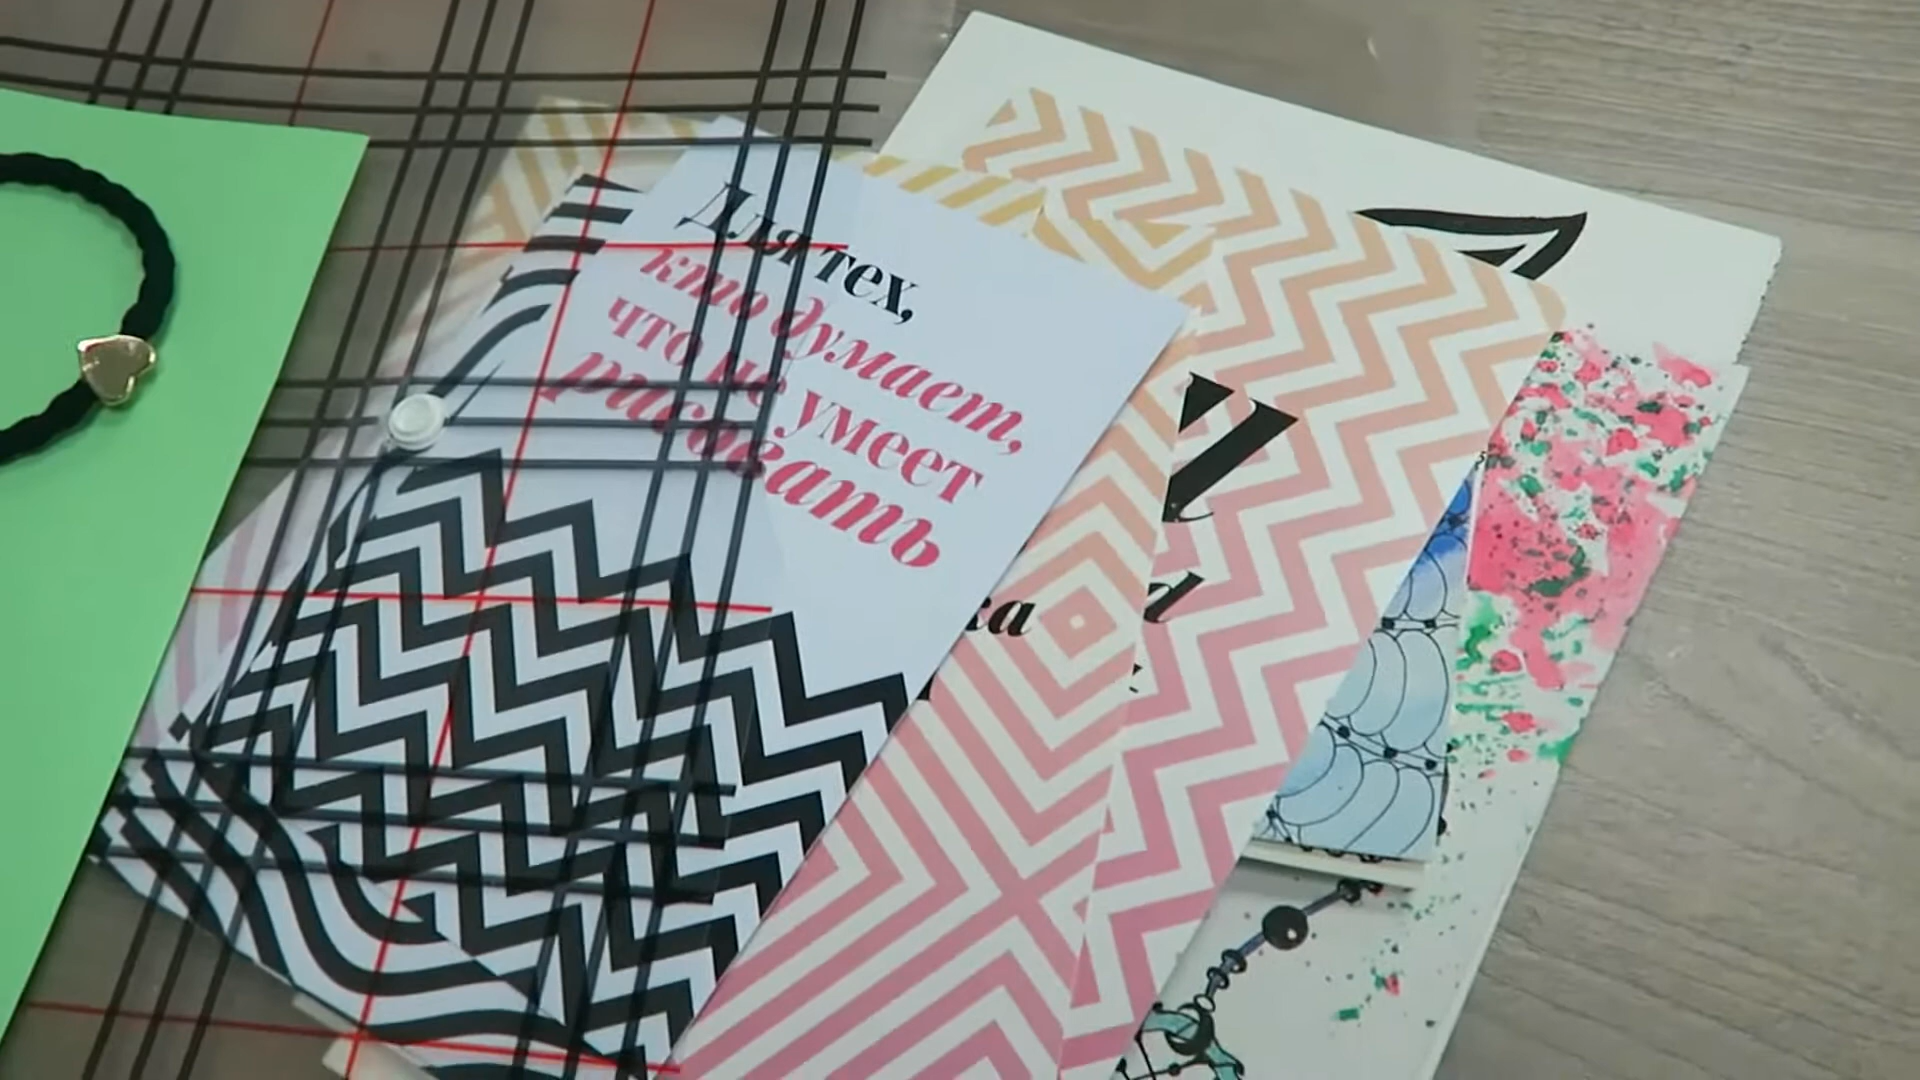 Для тех,
кто думает,
что не умеет
рисовать